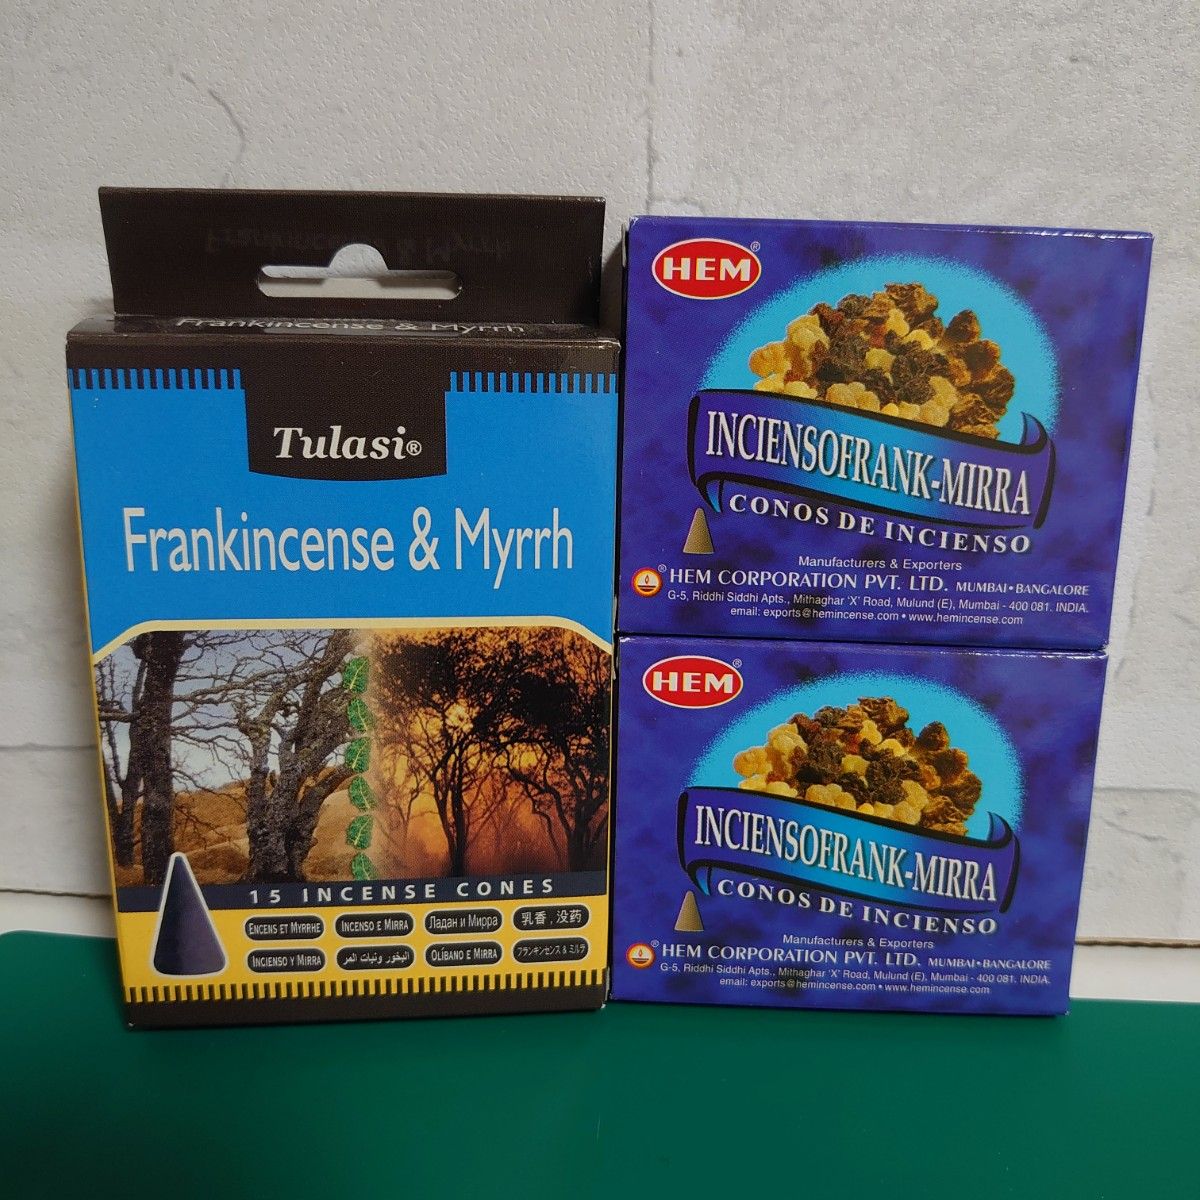 Frankincense & Myrrh
Frankincense & Myrrh
Tulasi®
Frankincense & Myrrh
15 INCENSE CONES
ENCENS ET MYRRHE
INCENSO E MIRRA
Ладан и Мирра
乳香,没药
INCIENSO Y MIRRA
البخور ونبات المر
OLÍBANO E MIRRA
フランキンセンス & ミルラ
HEM®
INCIENSOFRANK-MIRRA
CONOS DE INCIENSO
Manufacturers & Exporters
® HEM CORPORATION PVT. LTD. MUMBAI • BANGALORE
G-5, Riddhi Siddhi Apts., Mithaghar 'X' Road, Mulund (E), Mumbai - 400 081. INDIA.
email: exports@hemincense.com • www.hemincense.com
HEM®
INCIENSOFRANK-MIRRA
CONOS DE INCIENSO
Manufacturers & Exporters
® HEM CORPORATION PVT. LTD. MUMBAI • BANGALORE
G-5, Riddhi Siddhi Apts., Mithaghar 'X' Road, Mulund (E), Mumbai - 400 081. INDIA.
email: exports@hemincense.com • www.hemincense.com